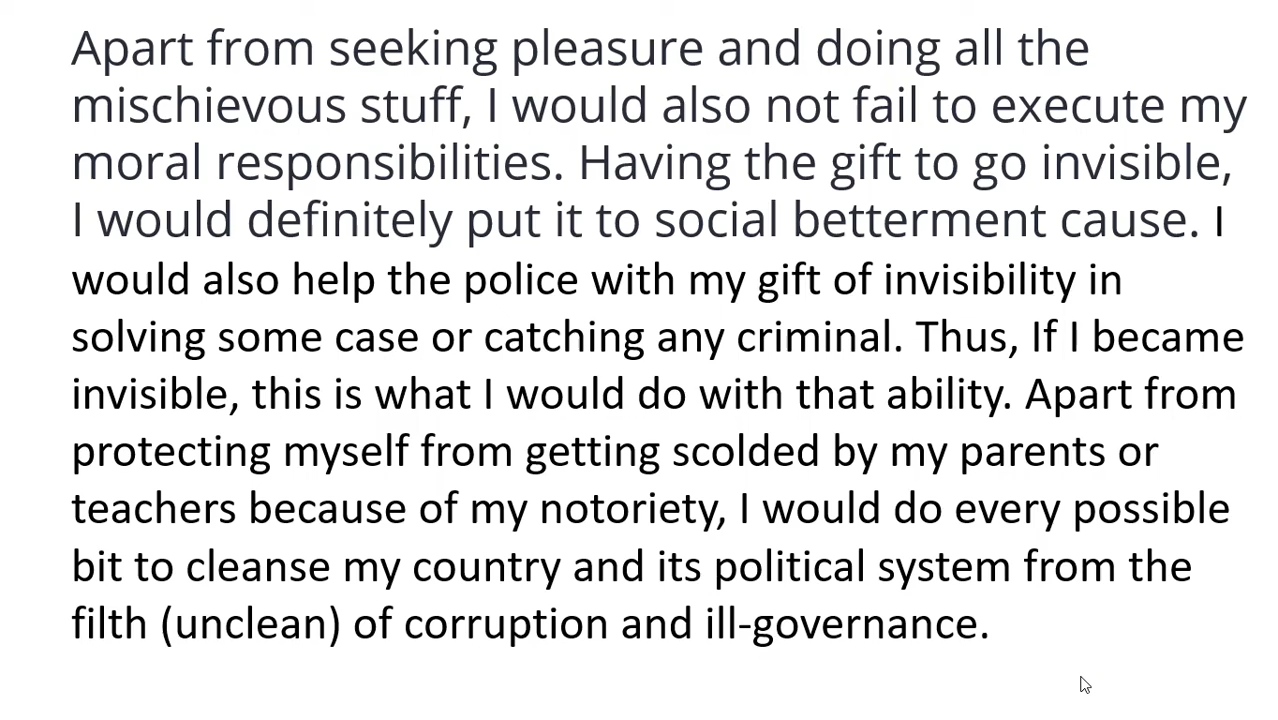 Apart from seeking pleasure and doing all the
mischievous stuff, I would also not fail to execute my
moral responsibilities. Having the gift to go invisible,
I would definitely put it to social betterment cause. I
would also help the police with my gift of invisibility in
solving some case or catching any criminal. Thus, If I became
invisible, this is what I would do with that ability. Apart from
protecting myself from getting scolded by my parents or
teachers because of my notoriety, I would do every possible
bit to cleanse my country and its political system from the
filth (unclean) of corruption and ill-governance.